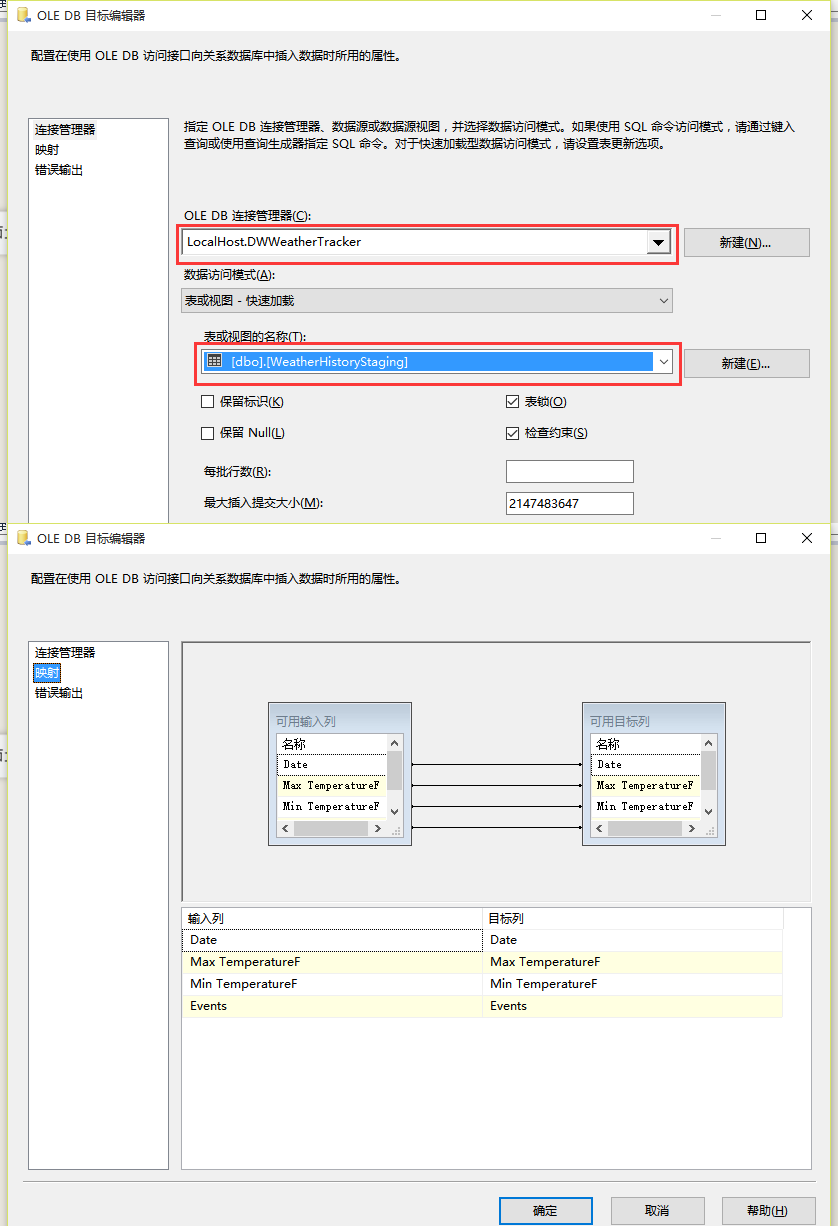 OLE DB 目标编辑器
配置在使用 OLE DB 访问接口向关系数据库中插入数据时所用的属性。
连接管理器
映射
错误输出
指定 OLE DB 连接管理器、数据源或数据源视图，并选择数据访问模式。如果使用 SQL 命令访问模式，请通过键入
查询或使用查询生成器指定 SQL 命令。对于快速加载型数据访问模式，请设置表更新选项。
OLE DB 连接管理器(C):
LocalHost.DWWeatherTracker
新建(N)...
数据访问模式(A):
表或视图 - 快速加载
表或视图的名称(T):
[dbo].[WeatherHistoryStaging]
新建(E)...
保留标识(K)
表锁(O)
保留 Null(L)
检查约束(S)
每批行数(R):
最大插入提交大小(M):
2147483647
OLE DB 目标编辑器
配置在使用 OLE DB 访问接口向关系数据库中插入数据时所用的属性。
连接管理器
映射
错误输出
可用输入列
名称
Date
Max TemperatureF
Min TemperatureF
可用目标列
名称
Date
Max TemperatureF
Min TemperatureF
输入列 目标列
Date Date
Max TemperatureF Max TemperatureF
Min TemperatureF Min TemperatureF
Events Events
确定 取消 帮助(H)